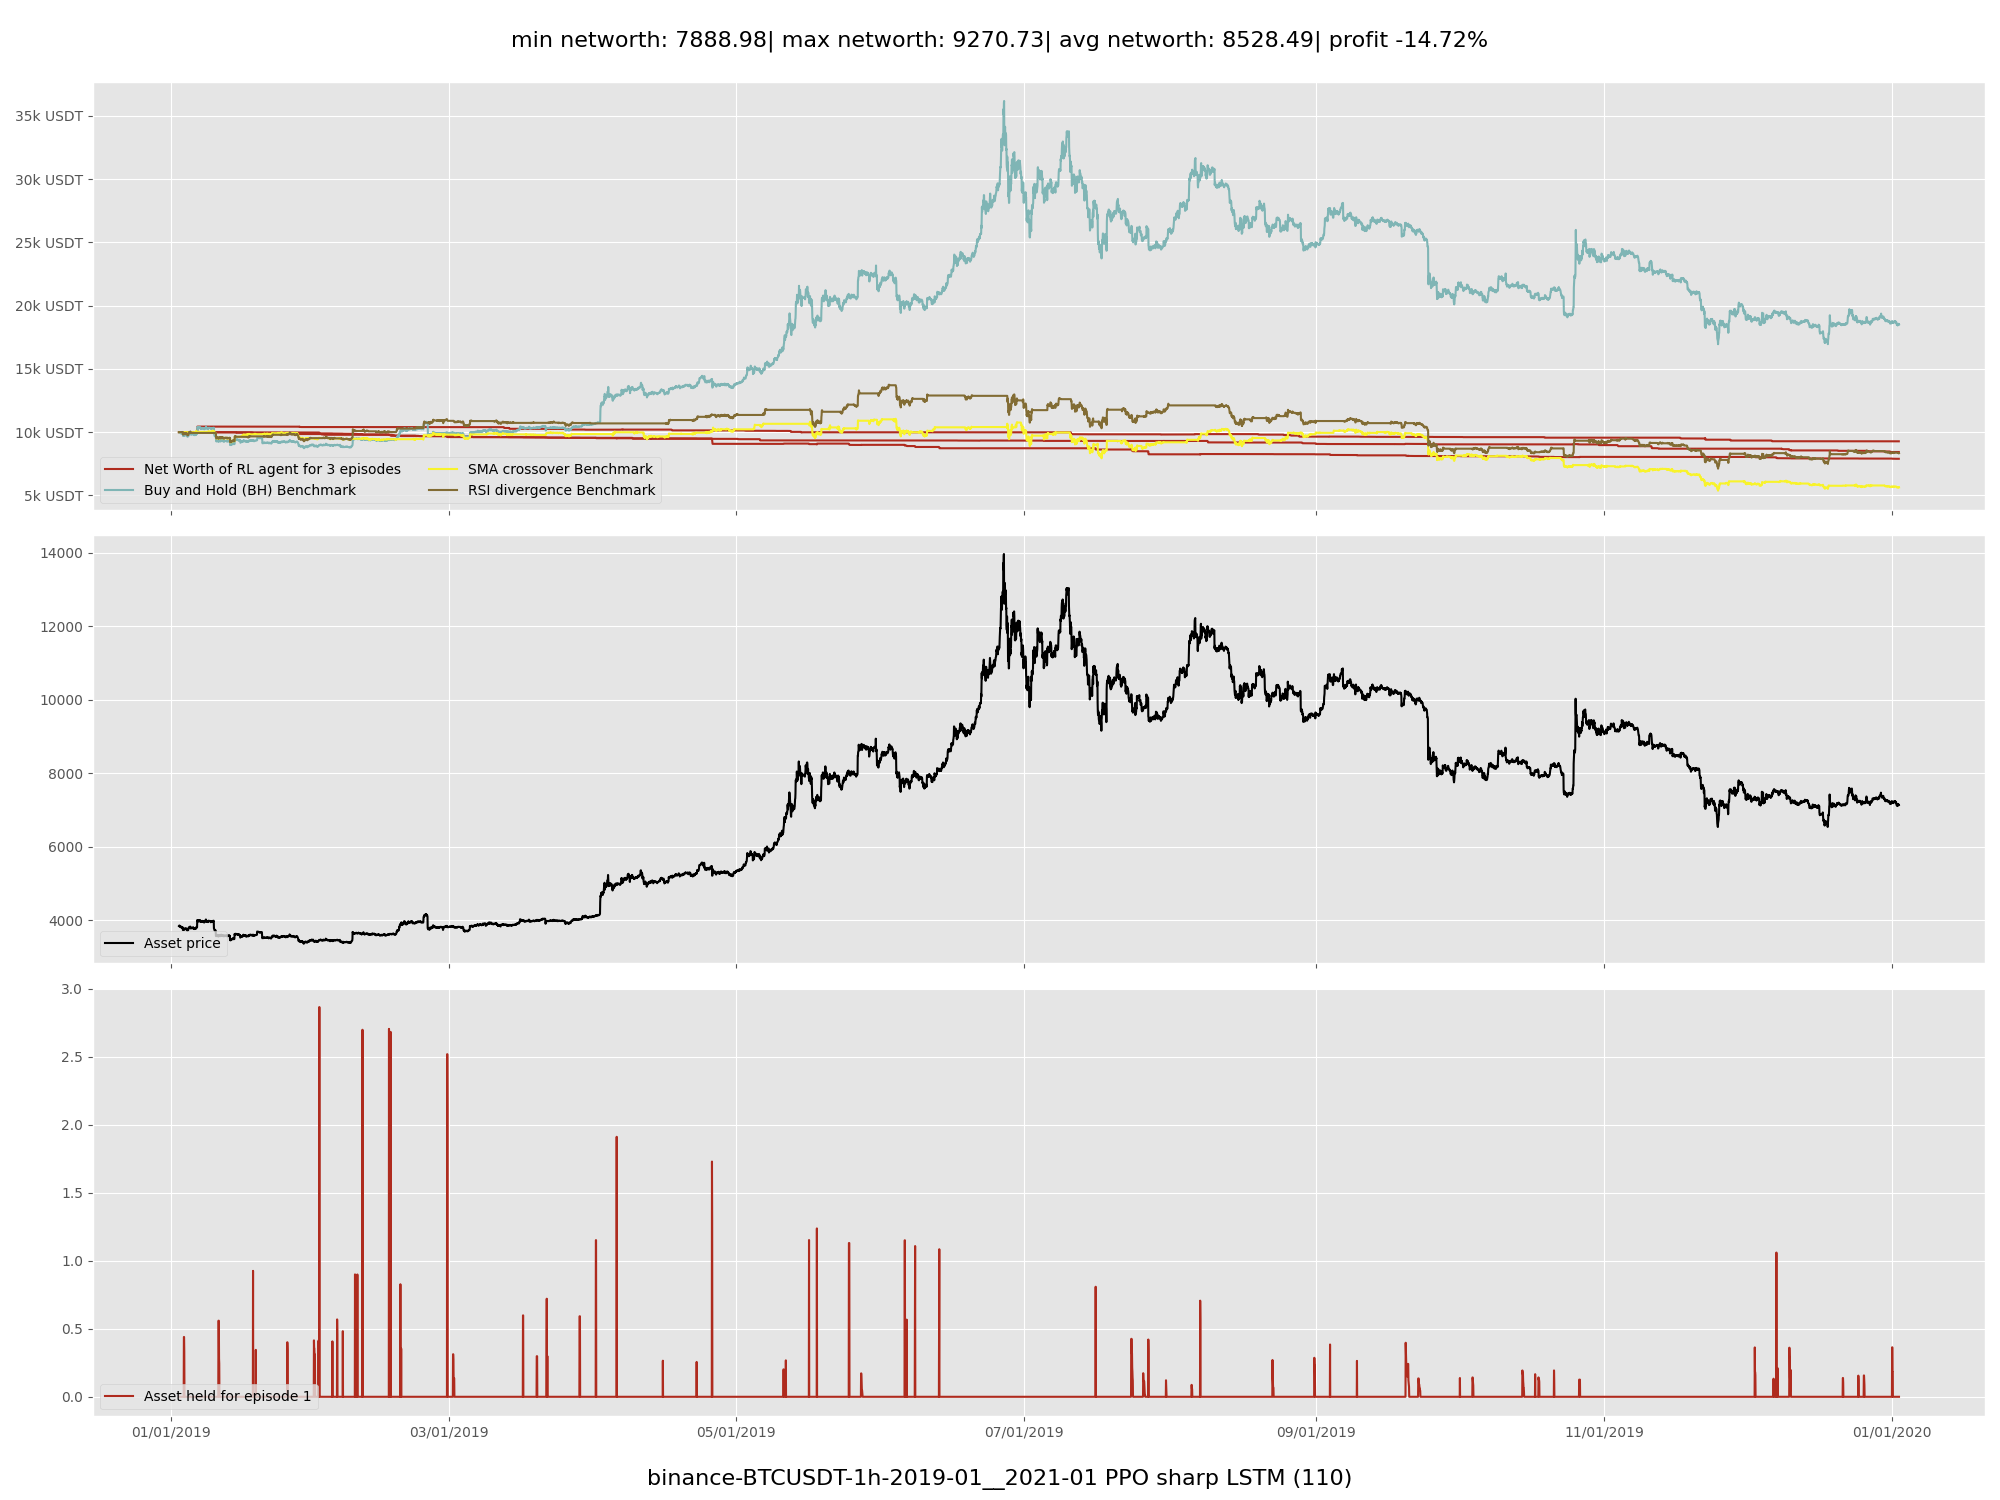 min networth: 7888.98| max networth: 9270.73| avg networth: 8528.49| profit -14.72%
35k USDT
30k USDT
25k USDT
20k USDT
15k USDT
10k USDT
5k USDT
Net Worth of RL agent for 3 episodes
Buy and Hold (BH) Benchmark
SMA crossover Benchmark
RSI divergence Benchmark
14000
12000
10000
8000
6000
4000
Asset price
3.0
2.5
2.0
1.5
1.0
0.5
0.0
Asset held for episode 1
01/01/2019 03/01/2019 05/01/2019 07/01/2019 09/01/2019 11/01/2019 01/01/2020
binance-BTCUSDT-1h-2019-01__2021-01 PPO sharp LSTM (110)